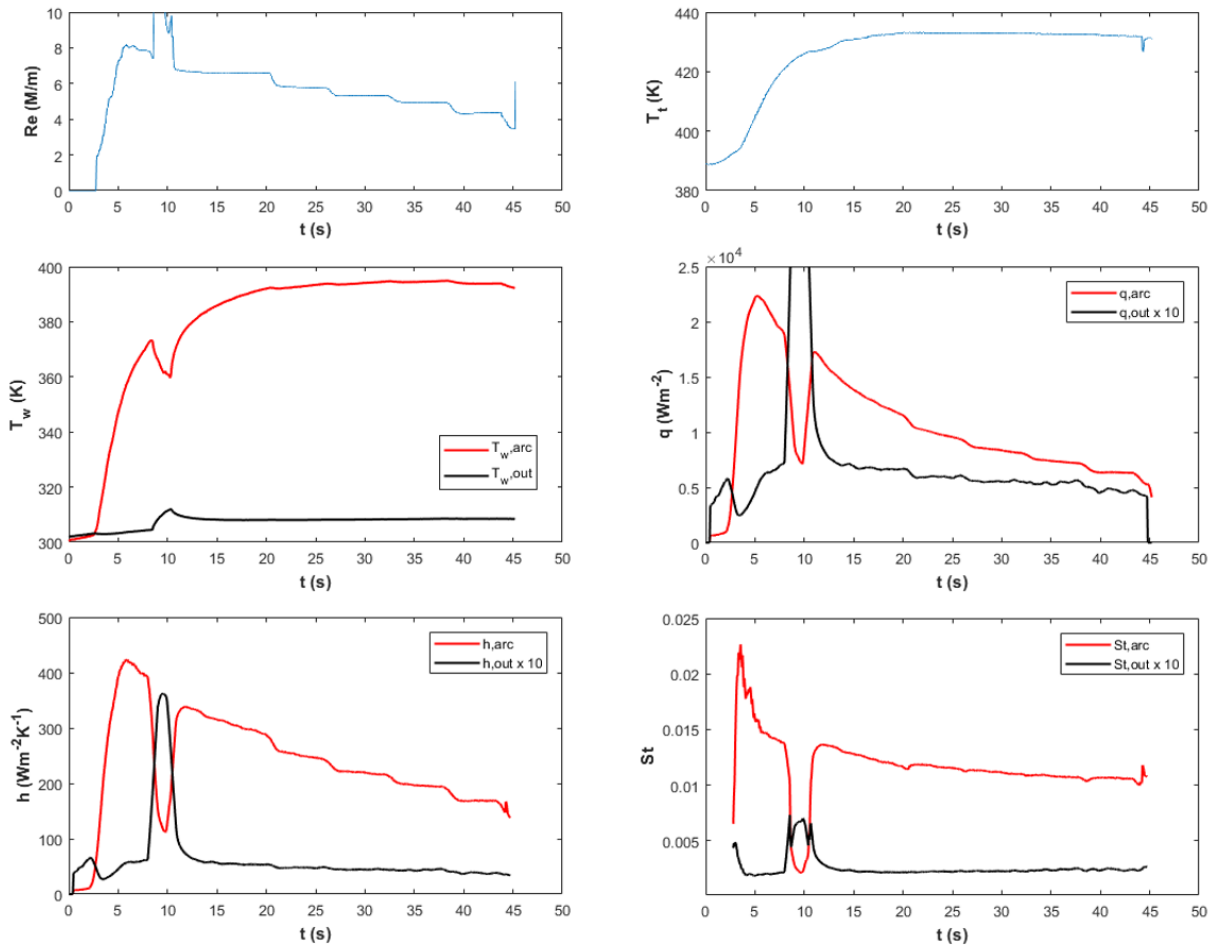 Re (M/m)
10
8
6
4
2
0
0 5 10 15 20 25 30 35 40 45 50
t (s)
T_t (K)
440
420
400
380
0 5 10 15 20 25 30 35 40 45 50
t (s)
T_w (K)
400
380
360
340
320
300
T_w,arc
T_w,out
0 5 10 15 20 25 30 35 40 45 50
t (s)
×10⁴
q (Wm⁻²)
2.5
2
1.5
1
0.5
0
q,arc
q,out x 10
0 5 10 15 20 25 30 35 40 45 50
t (s)
h (Wm⁻²K⁻¹)
500
400
300
200
100
0
h,arc
h,out x 10
0 5 10 15 20 25 30 35 40 45 50
t (s)
St
0.025
0.02
0.015
0.01
0.005
St,arc
St,out x 10
0 5 10 15 20 25 30 35 40 45 50
t (s)